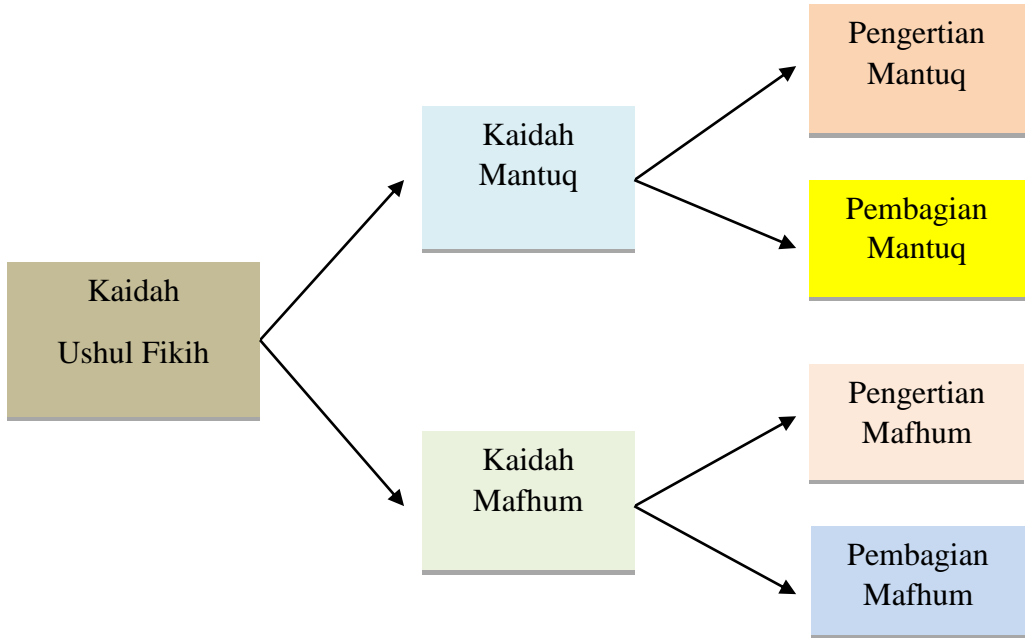 Kaidah
Ushul Fikih
Kaidah
Mantuq
Pengertian
Mantuq
Pembagian
Mantuq
Kaidah
Mafhum
Pengertian
Mafhum
Pembagian
Mafhum